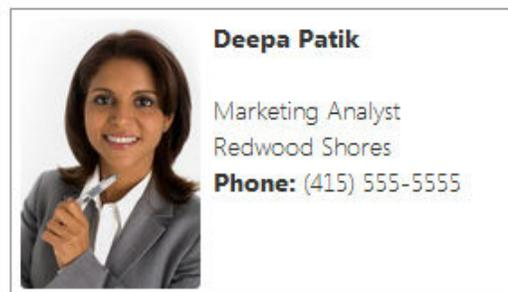 Deepa Patik
Marketing Analyst
Redwood Shores
Phone: (415) 555-5555